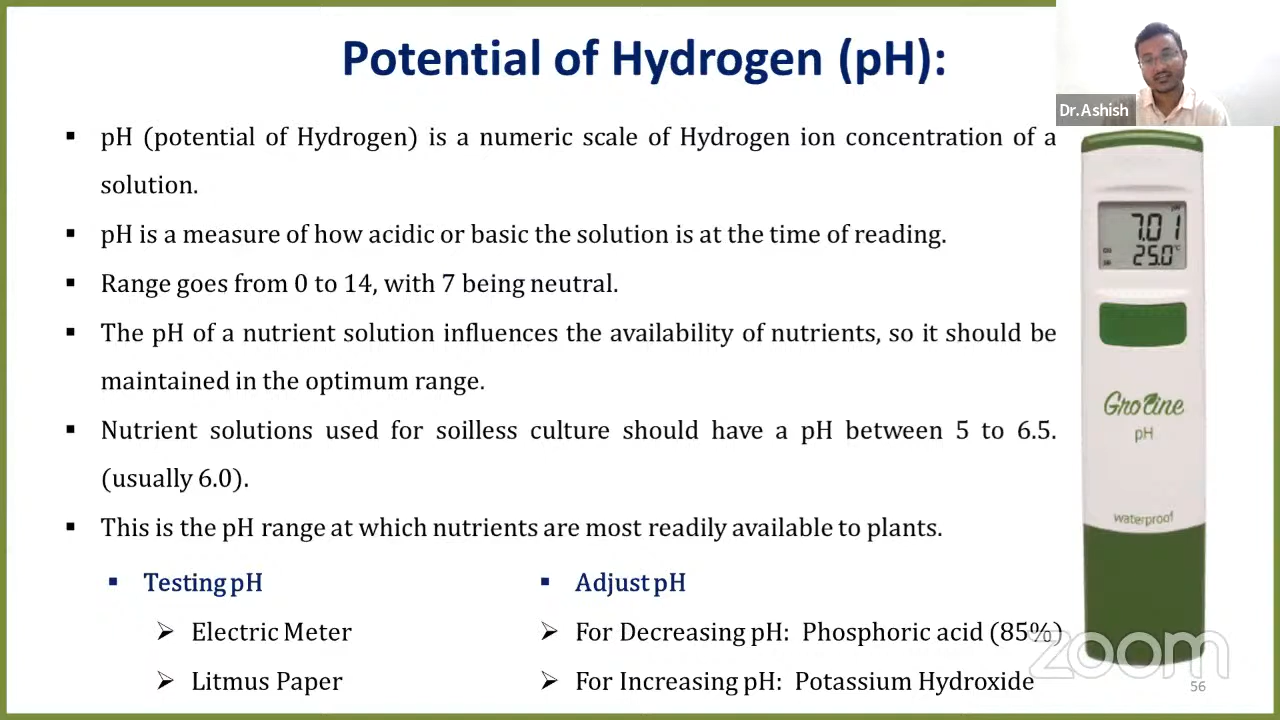 Potential of Hydrogen (pH):
Dr.Ashish
▪ pH (potential of Hydrogen) is a numeric scale of Hydrogen ion concentration of a
solution.
▪ pH is a measure of how acidic or basic the solution is at the time of reading.
▪ Range goes from 0 to 14, with 7 being neutral.
▪ The pH of a nutrient solution influences the availability of nutrients, so it should be
maintained in the optimum range.
▪ Nutrient solutions used for soilless culture should have a pH between 5 to 6.5.
(usually 6.0).
▪ This is the pH range at which nutrients are most readily available to plants.
▪ Testing pH
➢ Electric Meter
➢ Litmus Paper
▪ Adjust pH
➢ For Decreasing pH: Phosphoric acid (85%)
➢ For Increasing pH: Potassium Hydroxide
pH
7.01
25.0°C
GroLine
pH
waterproof
zoom
56